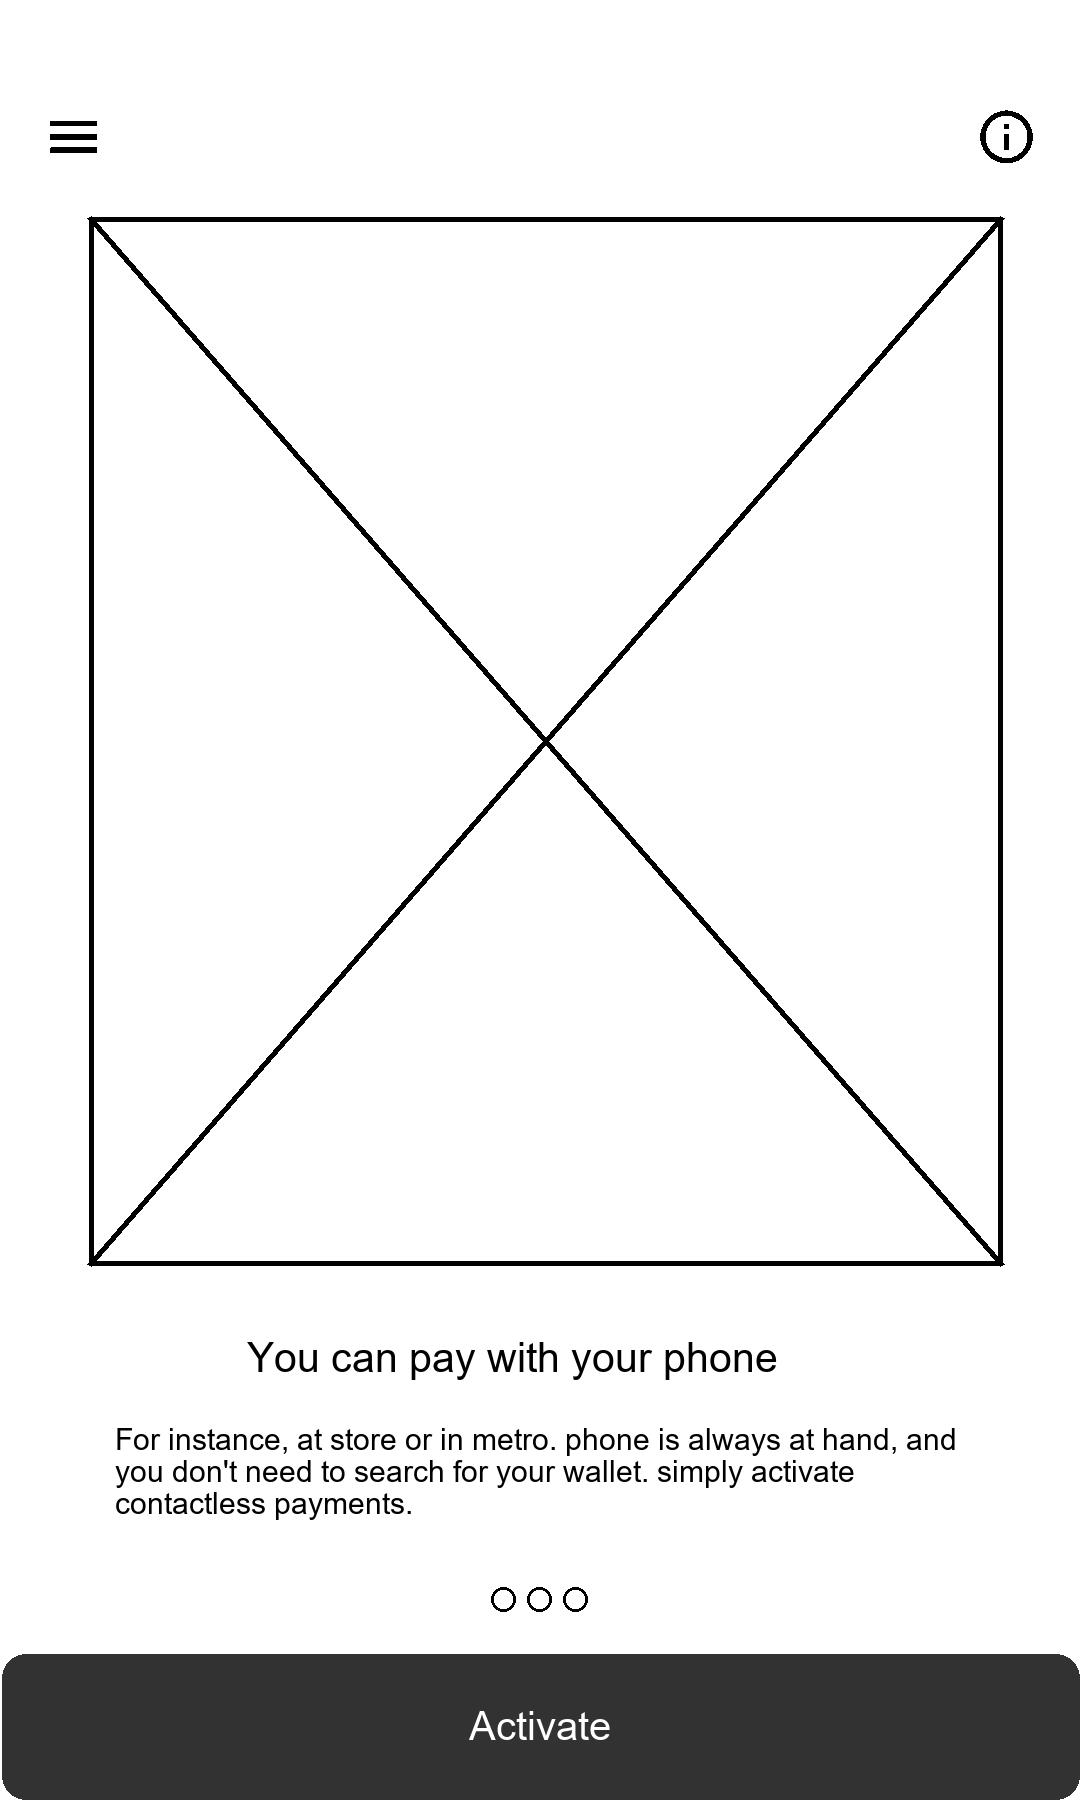 You can pay with your phone
For instance, at store or in metro. phone is always at hand, and
you don't need to search for your wallet. simply activate
contactless payments.
Activate